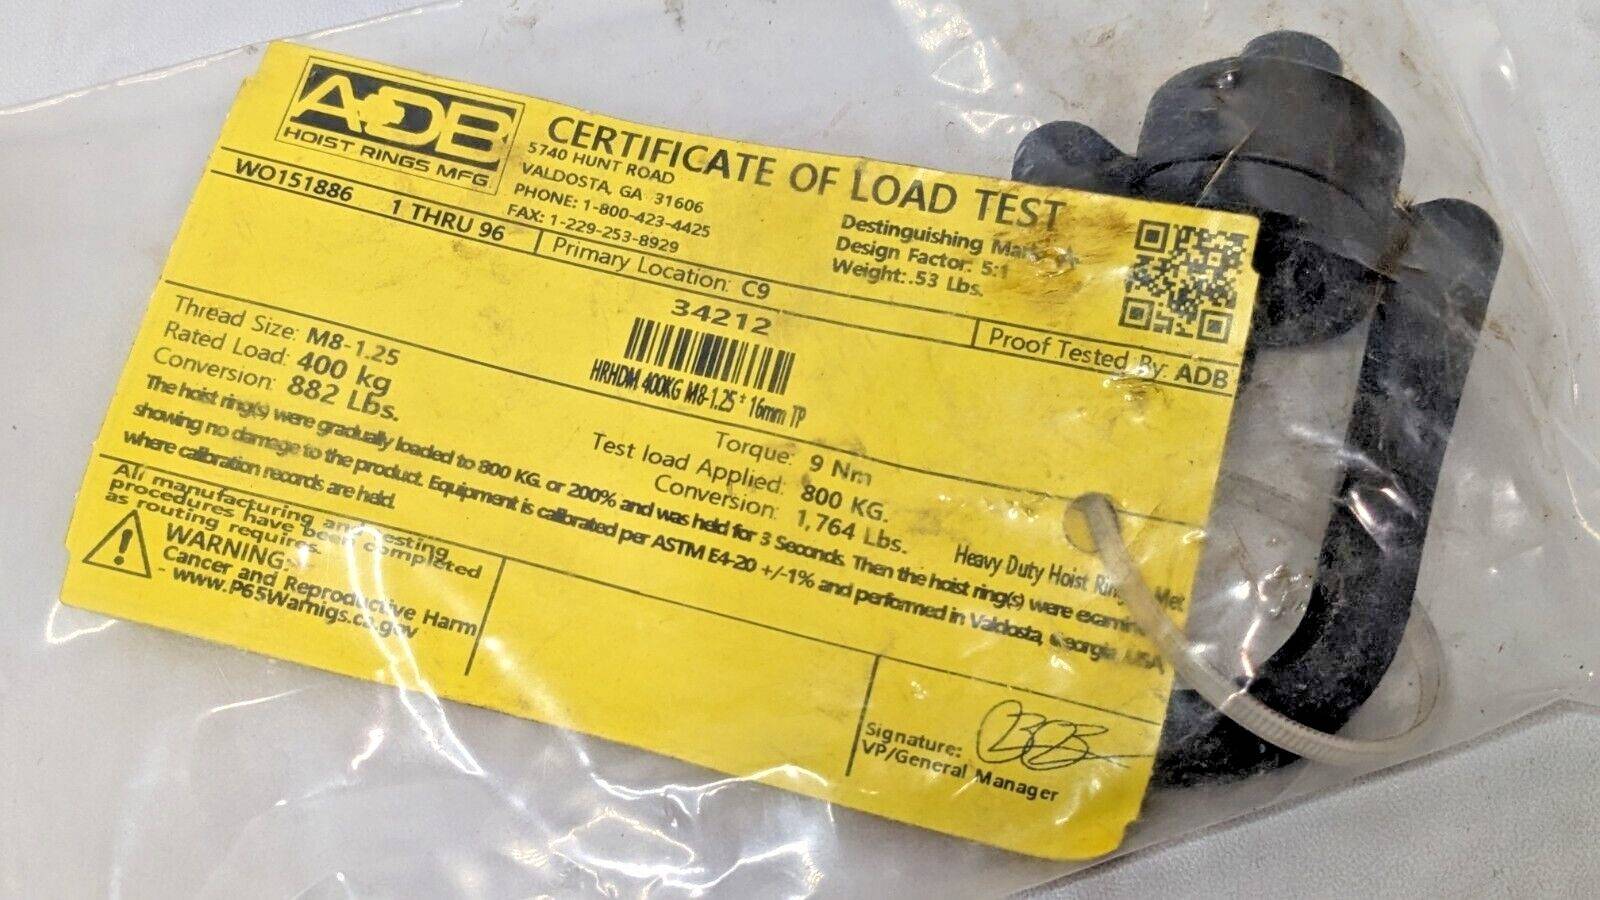 ADB
HOIST RINGS MFG.
CERTIFICATE OF LOAD TEST
5740 HUNT ROAD
VALDOSTA, GA 31606
PHONE: 1-800-423-4425
FAX: 1-229-253-8929
Destinguishing Mark:
Design Factor: 5:1
Weight: .53 Lbs.
WO151886 1 THRU 96
Primary Location: C9
Proof Tested By: ADB
34212
HRHDM 400KG M8-1.25 * 16mm TP
Thread Size: M8-1.25
Rated Load: 400 kg
Conversion: 882 Lbs.
Torque: 9 Nm
Test load Applied: 800 KG.
Conversion: 1,764 Lbs.
Heavy Duty Hoist Ring Met
The hoist ring(s) were gradually loaded to 800 KG. or 200% and was held for 3 Seconds. Then the hoist ring(s) were
showing no damage to the product. Equipment is calibrated per ASTM E4-20 +/-1% and performed in Valdosta, Georgia, USA,
where calibration records are held.
All manufacturing and testing
procedures have been completed
as routing requires.
WARNING:
Cancer and Reproductive Harm
- www.P65Warnigs.ca.gov
Signature:
VP/General Manager